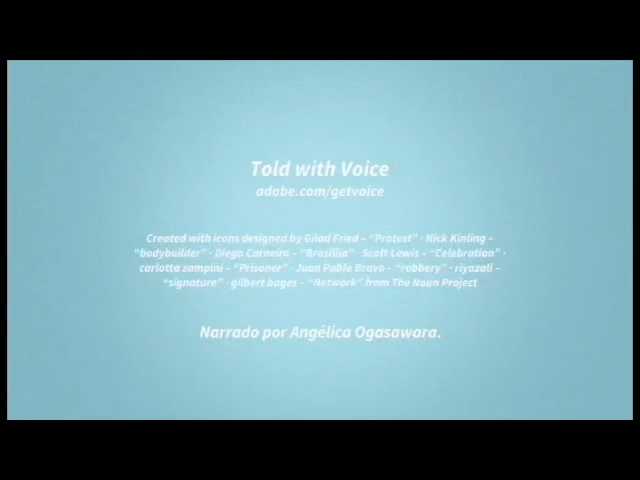 Told with Voice
adobe.com/getvoice
Created with icons designed by Gilad Fried – “Protest” · Nick Kinling –
“bodybuilder” · Diego Carneiro – “Brasillia” · Scott Lewis – “Celebration” ·
carlotta zampini – “Prisoner” · Juan Pablo Bravo – “robbery” · riyazali –
“signature” · gilbert bages – “Network” from The Noun Project
Narrado por Angélica Ogasawara.